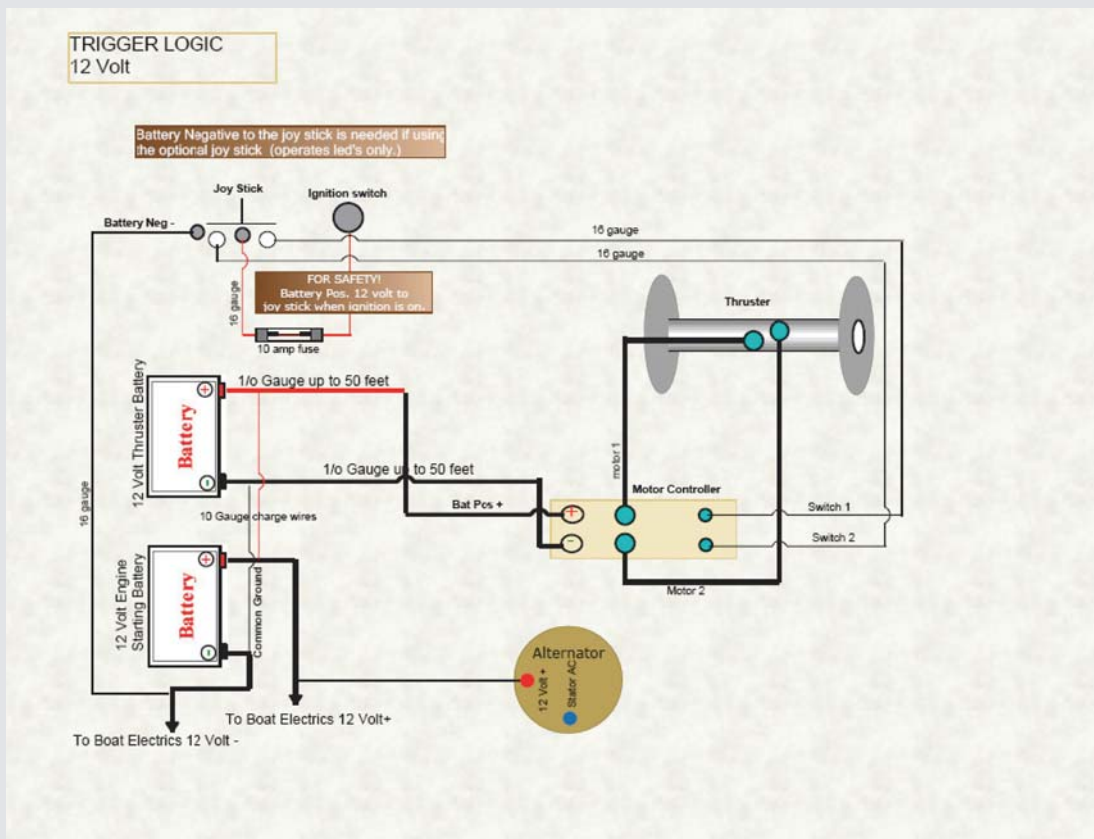 TRIGGER LOGIC
12 Volt
Battery Negative to the joy stick is needed if using
the optional joy stick (operates led's only.)
Joy Stick
Ignition switch
Battery Neg -
16 gauge
16 gauge
FOR SAFETY!
Battery Pos. 12 volt to
joy stick when ignition is on.
16 gauge
10 amp fuse
Thruster
1/o Gauge up to 50 feet
12 Volt Thruster Battery
+
Battery
-
1/o Gauge up to 50 feet
motor 1
Motor Controller
Bat Pos +
+
-
Switch 1
Switch 2
Motor 2
16 gauge
10 Gauge charge wires
12 Volt Engine
Starting Battery
+
Battery
-
Common Ground
Alternator
12 Volt +
Stator AC
To Boat Electrics 12 Volt+
To Boat Electrics 12 Volt -